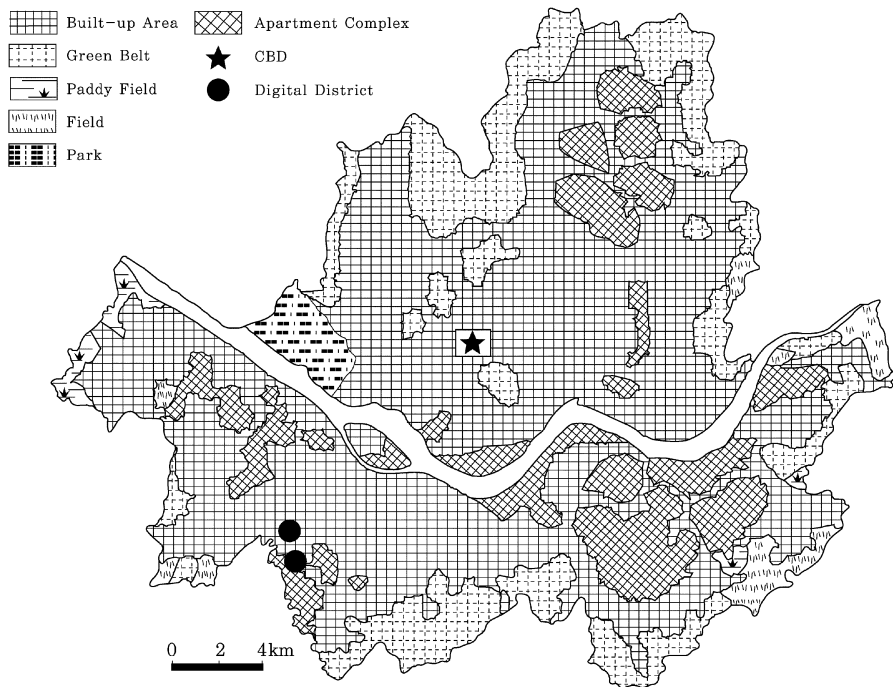 Built-up Area
Apartment Complex
Green Belt
CBD
Paddy Field
Digital District
Field
Park
0 2 4km